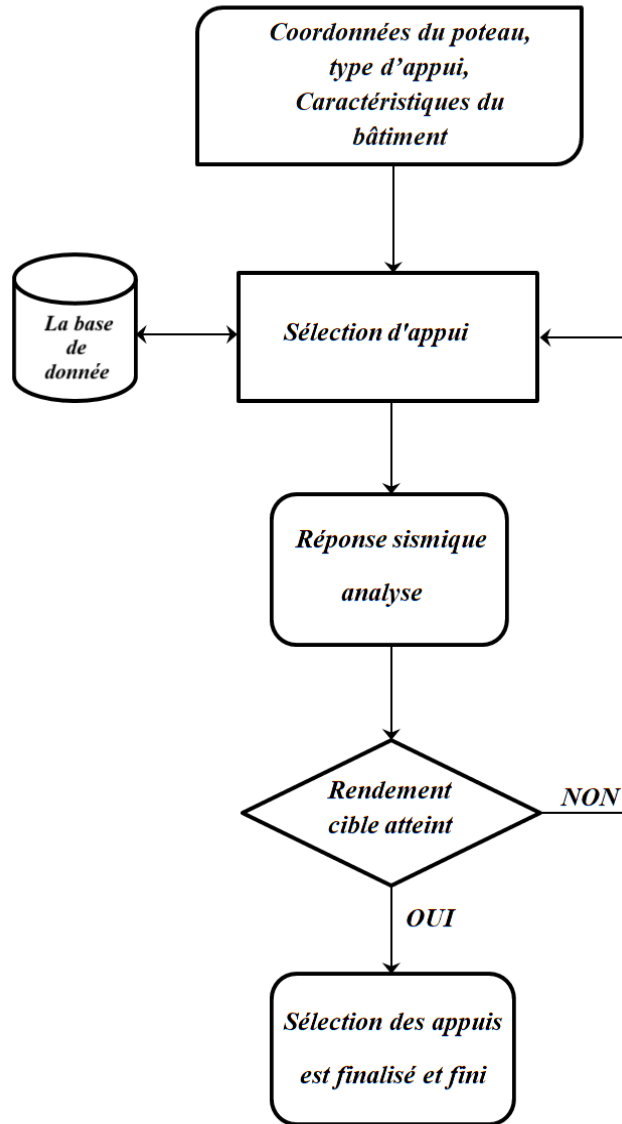 Coordonnées du poteau,
type d'appui,
Caractéristiques du
bâtiment
La base
de
donnée
Sélection d'appui
Réponse sismique
analyse
Rendement
cible atteint
NON
OUI
Sélection des appuis
est finalisé et fini